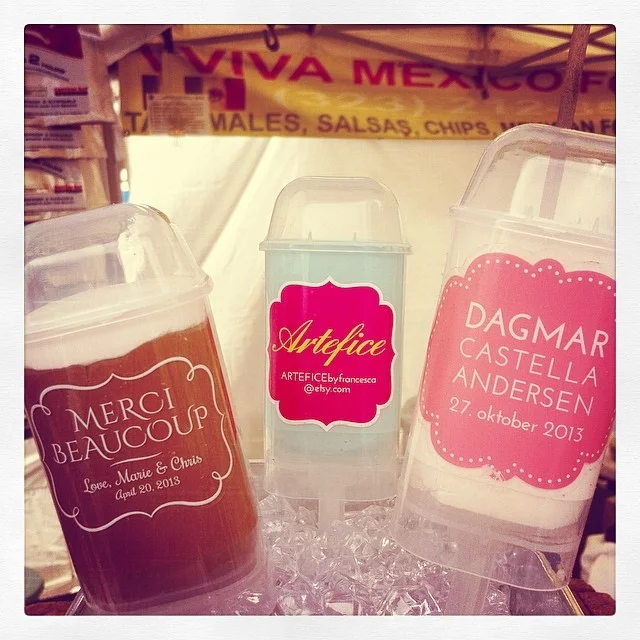 VIVA MEXICO
MALES, SALSAS, CHIPS,
MERCI
BEAUCOUP
Love, Marie & Chris
April 20, 2013
Artefice
ARTEFICEbyfrancesca
@etsy.com
DAGMAR
CASTELLA
ANDERSEN
27. oktober 2013